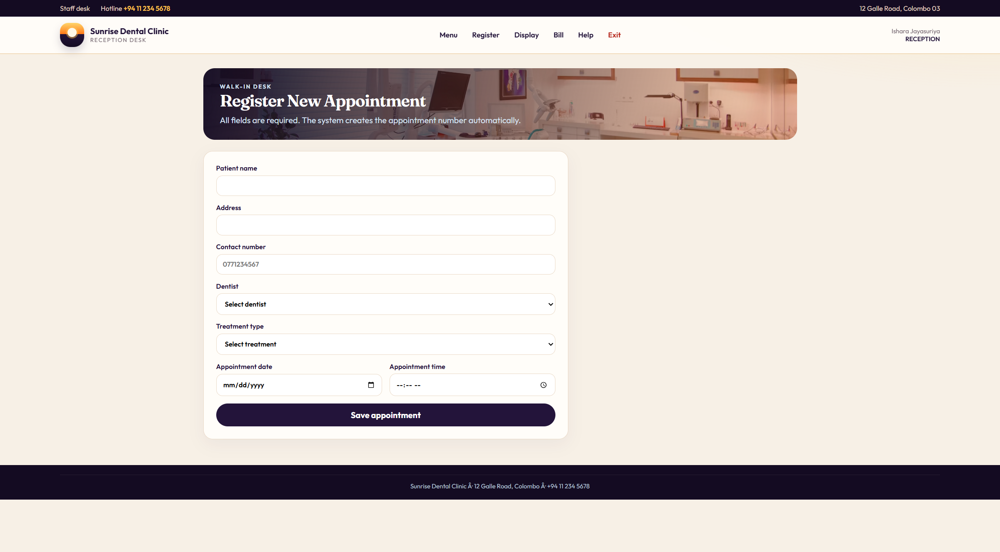 Staff desk Hotline +94 11 234 5678 12 Galle Road, Colombo 03
Sunrise Dental Clinic
RECEPTION DESK
Menu Register Display Bill Help Exit
Ishara Jayasuriya
RECEPTION
WALK-IN DESK
Register New Appointment
All fields are required. The system creates the appointment number automatically.
Patient name
Address
Contact number
0771234567
Dentist
Select dentist
Treatment type
Select treatment
Appointment date Appointment time
mm/dd/yyyy --:-- --
Save appointment
Sunrise Dental Clinic Â· 12 Galle Road, Colombo Â· +94 11 234 5678